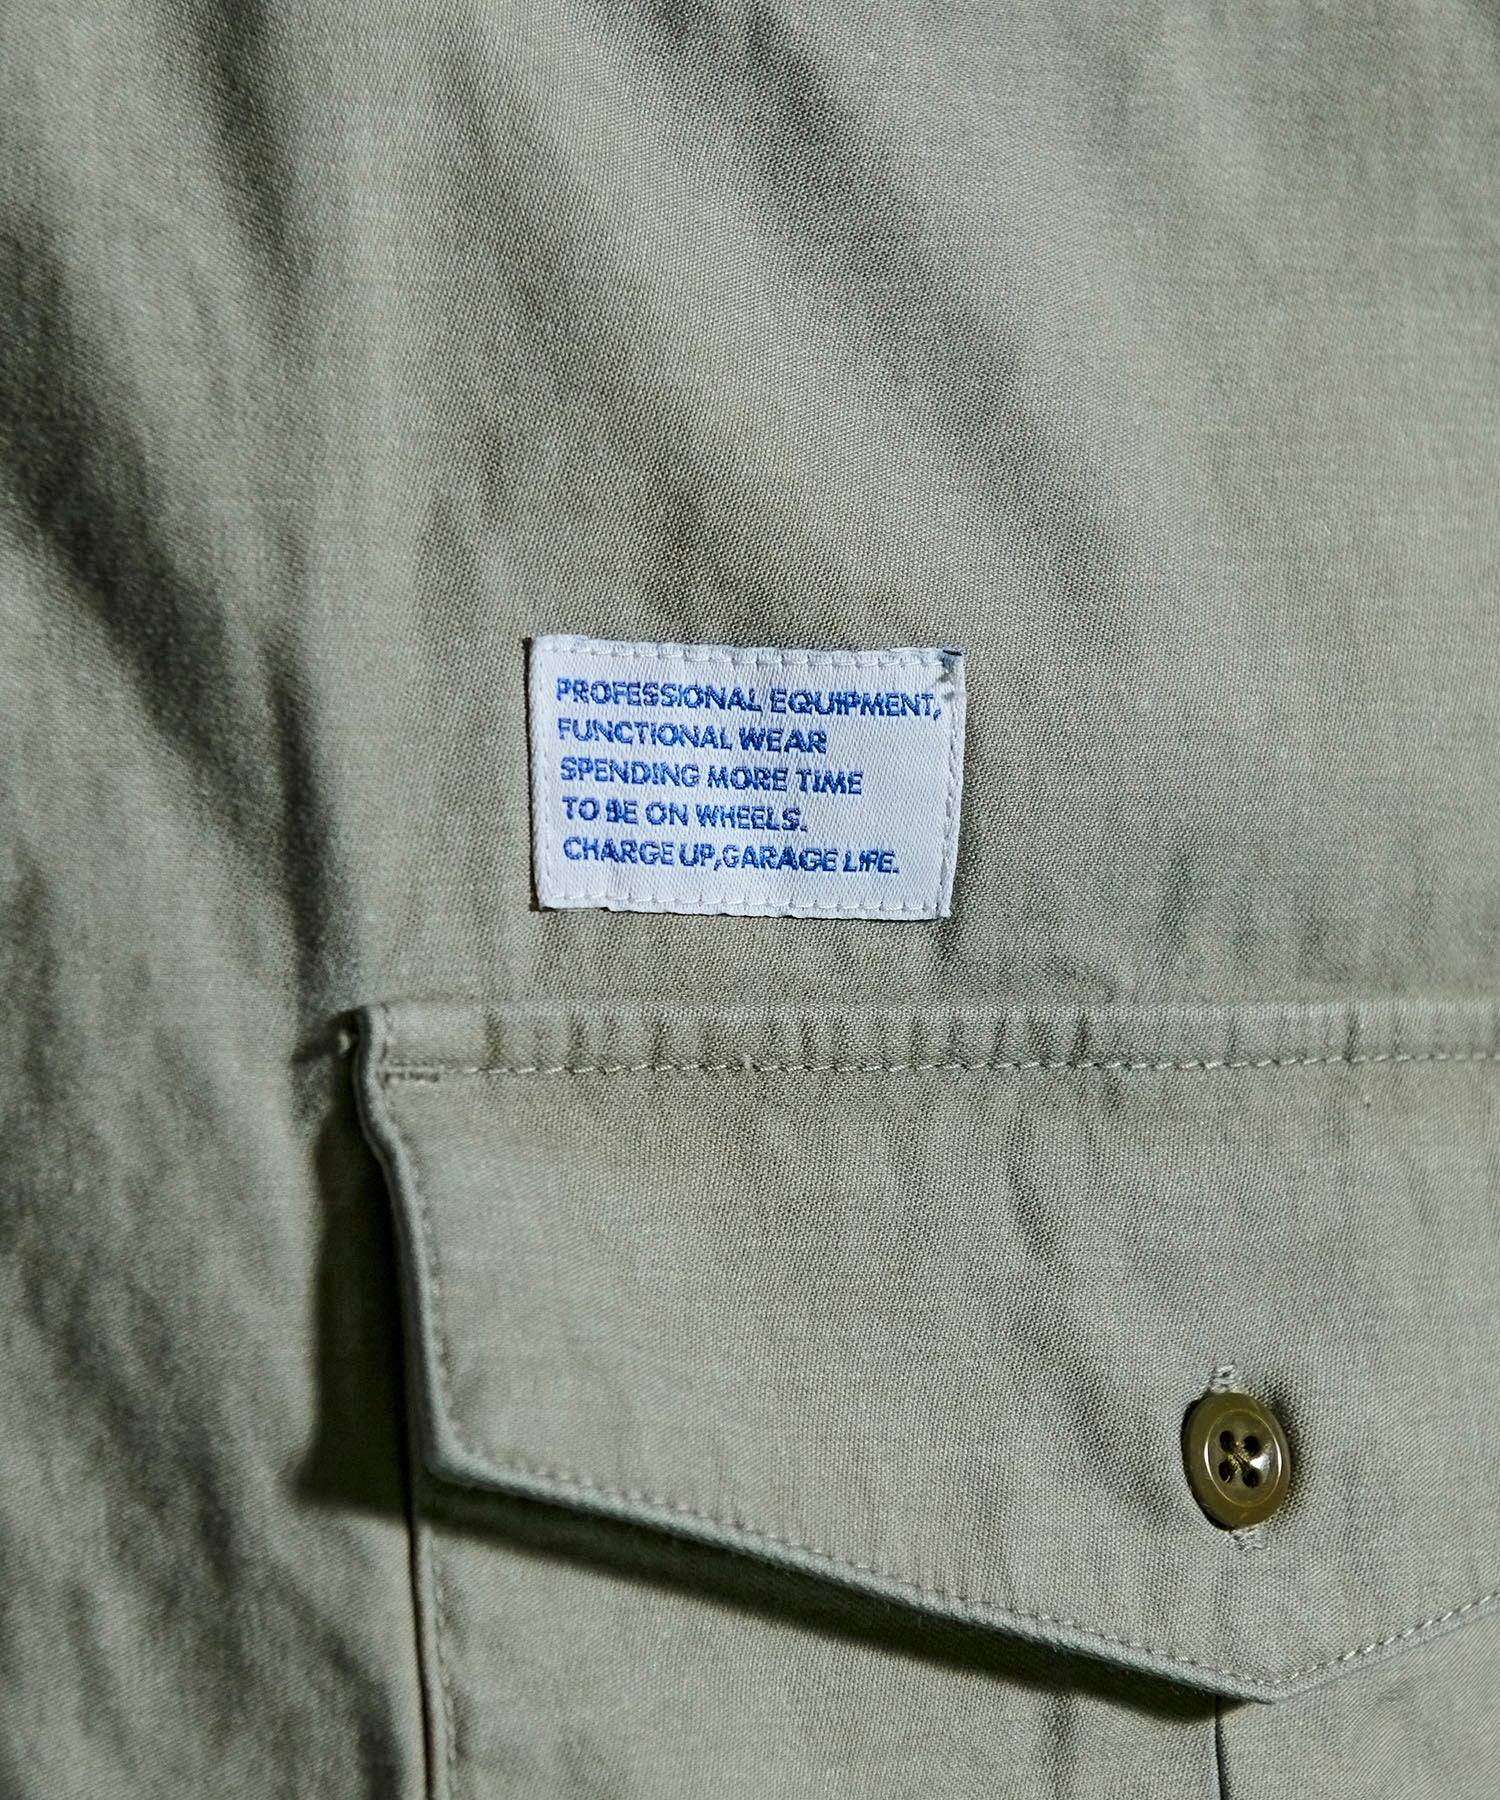 PROFESSIONAL EQUIPMENT,
FUNCTIONAL WEAR
SPENDING MORE TIME
TO BE ON WHEELS.
CHARGE UP,GARAGE LIFE.